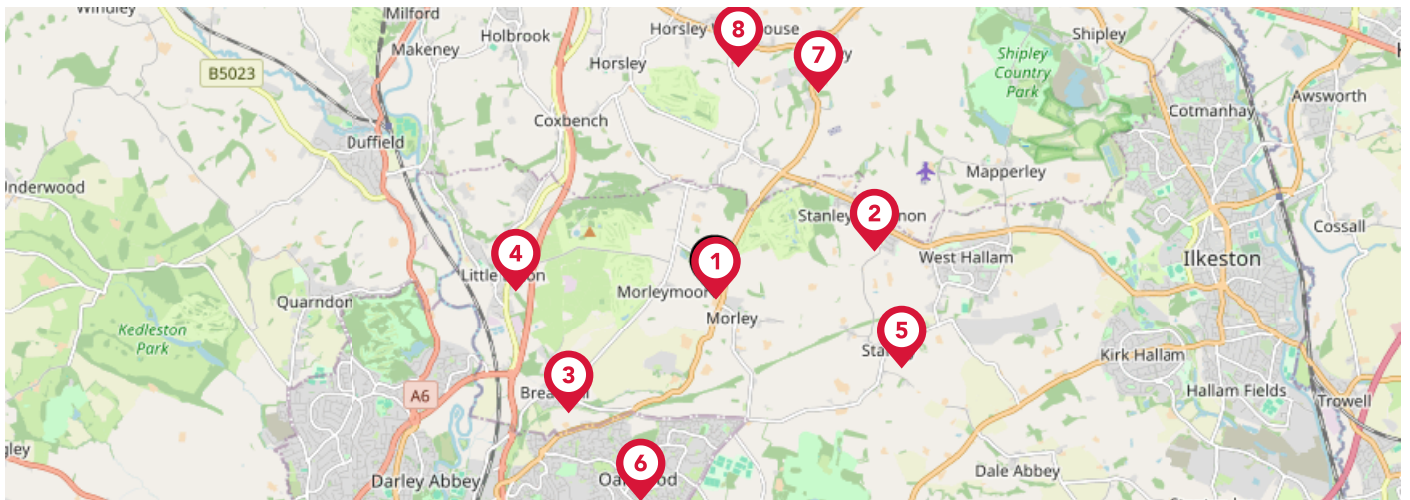 Milford
Makeney
Holbrook
Horsley
8
7
Shipley
B5023
Horsley
Shipley
Country
Park
Awsworth
Cotmanhay
Coxbench
Duffield
Mapperley
2
Stanley
Cossall
4
1
West Hallam
Ilkeston
Little
Morleymoor
Quarndon
Morley
Kedleston
Park
5
Kirk Hallam
3
A6
Hallam Fields
Trowell
6
Dale Abbey
Darley Abbey